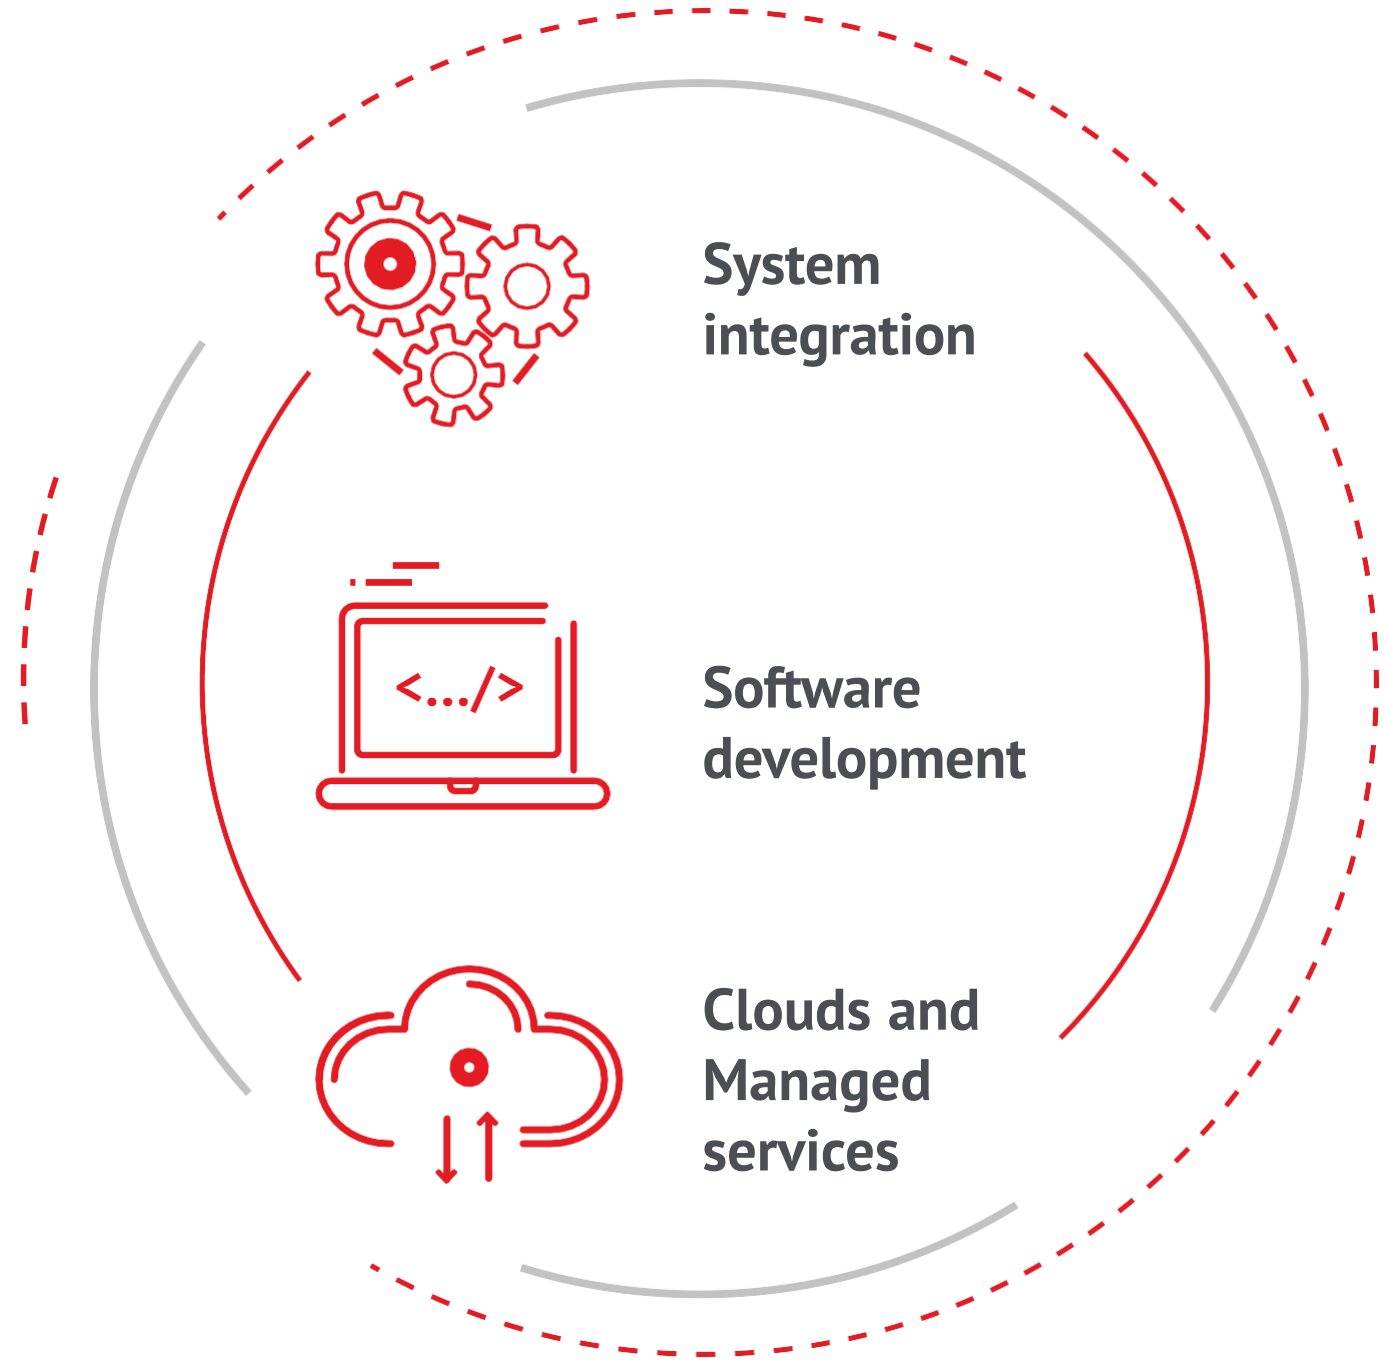 System
integration
<.../>
Software
development
Clouds and
Managed
services